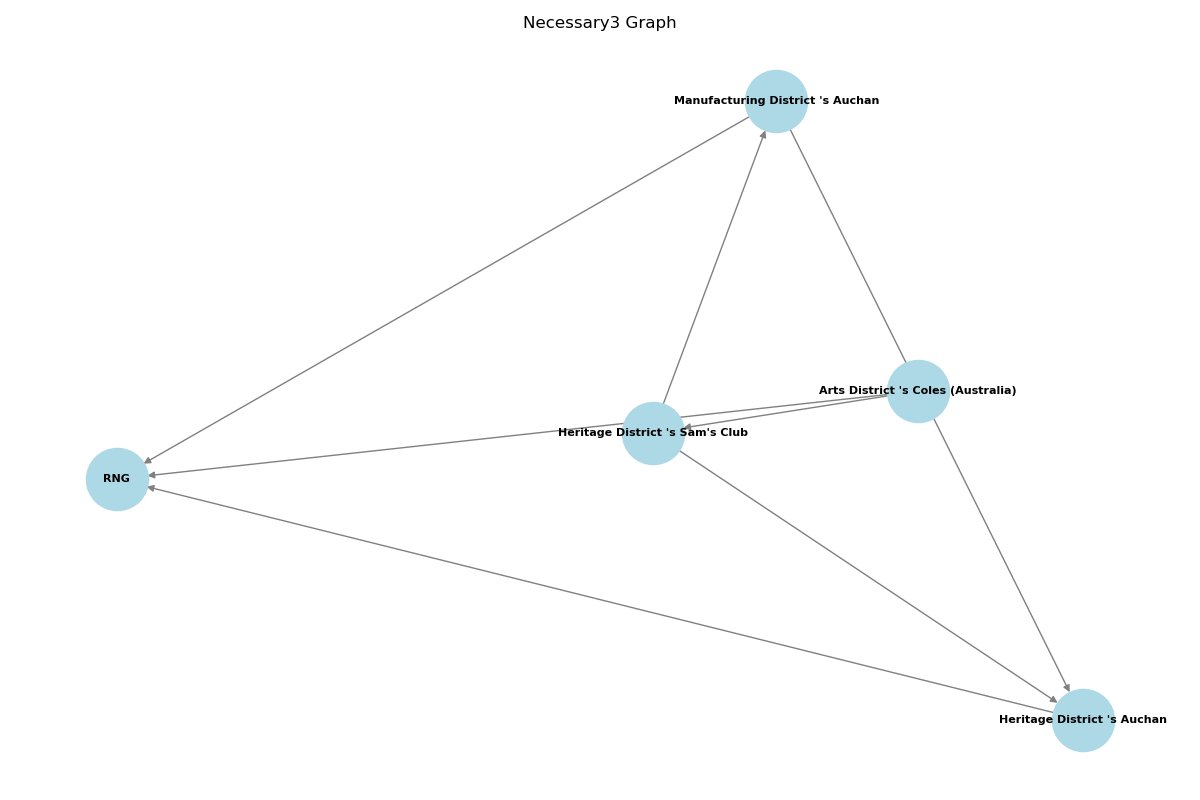 Necessary3 Graph
Manufacturing District 's Auchan
Arts District 's Coles (Australia)
Heritage District 's Sam's Club
RNG
Heritage District 's Auchan